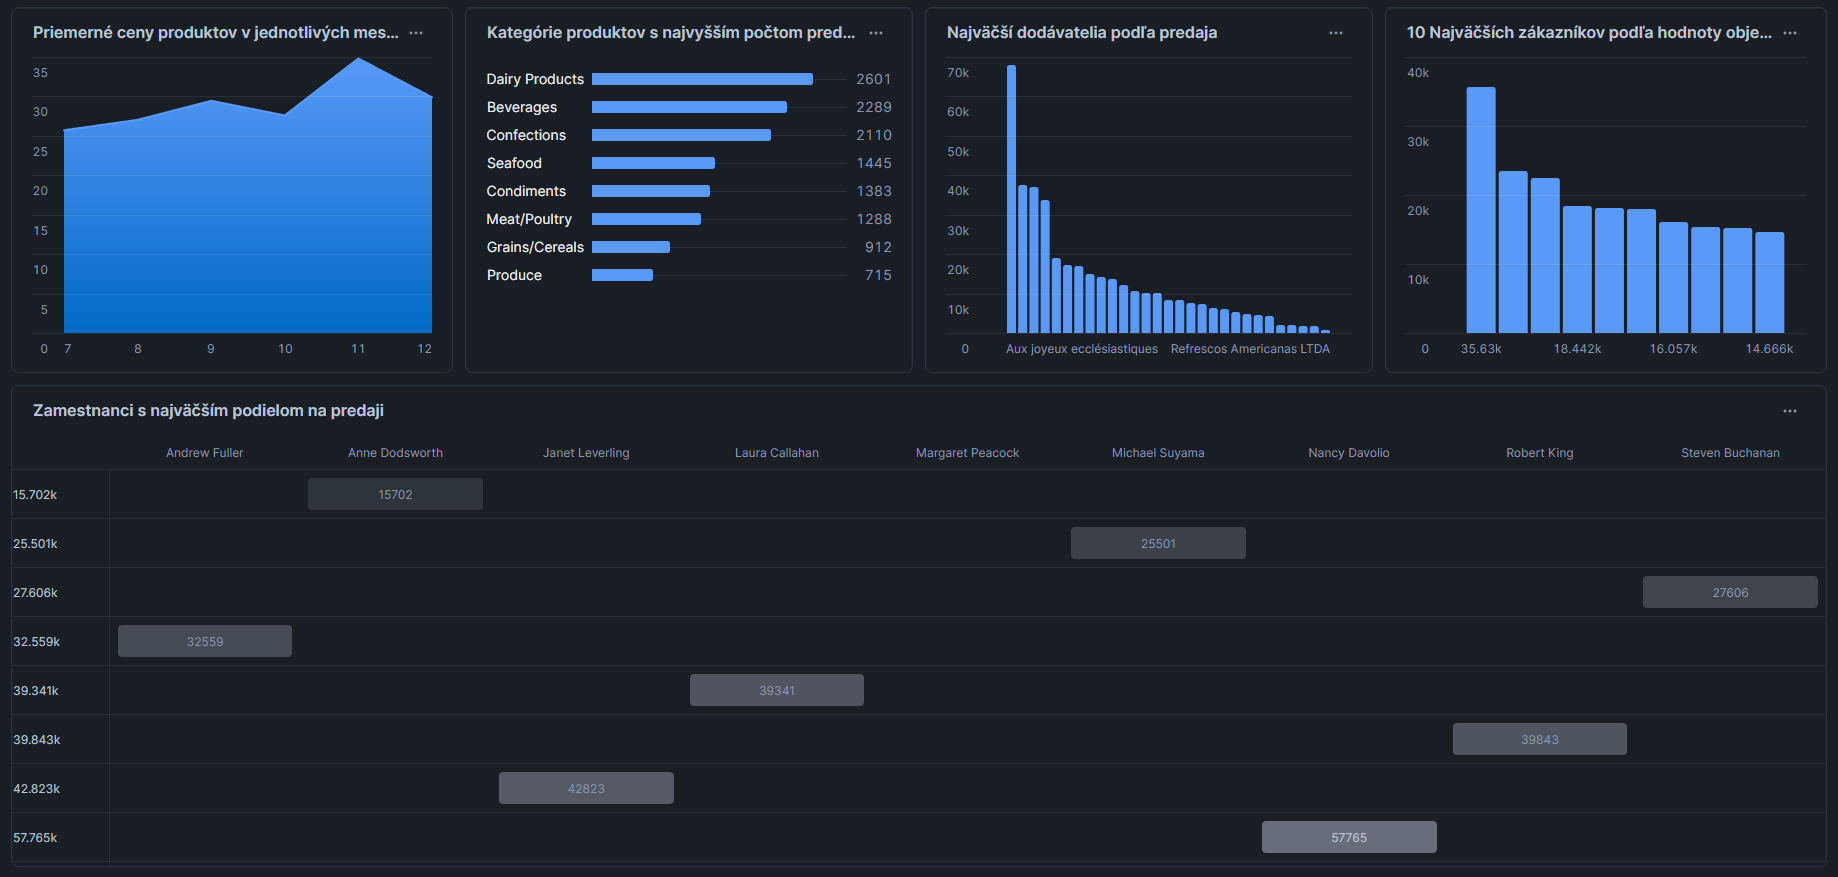 Priemerné ceny produktov v jednotlivých mes...
35
30
25
20
15
10
5
0
7 8 9 10 11 12
Kategórie produktov s najvyšším počtom pred...
Dairy Products 2601
Beverages 2289
Confections 2110
Seafood 1445
Condiments 1383
Meat/Poultry 1288
Grains/Cereals 912
Produce 715
Najväčší dodávatelia podľa predaja
70k
60k
50k
40k
30k
20k
10k
0
Aux joyeux ecclésiastiques Refrescos Americanas LTDA
10 Najväčších zákazníkov podľa hodnoty obje...
40k
30k
20k
10k
0
35.63k 18.442k 16.057k 14.666k
Zamestnanci s najväčším podielom na predaji
Andrew Fuller Anne Dodsworth Janet Leverling Laura Callahan Margaret Peacock Michael Suyama Nancy Davolio Robert King Steven Buchanan
15.702k 15702
25.501k 25501
27.606k 27606
32.559k 32559
39.341k 39341
39.843k 39843
42.823k 42823
57.765k 57765